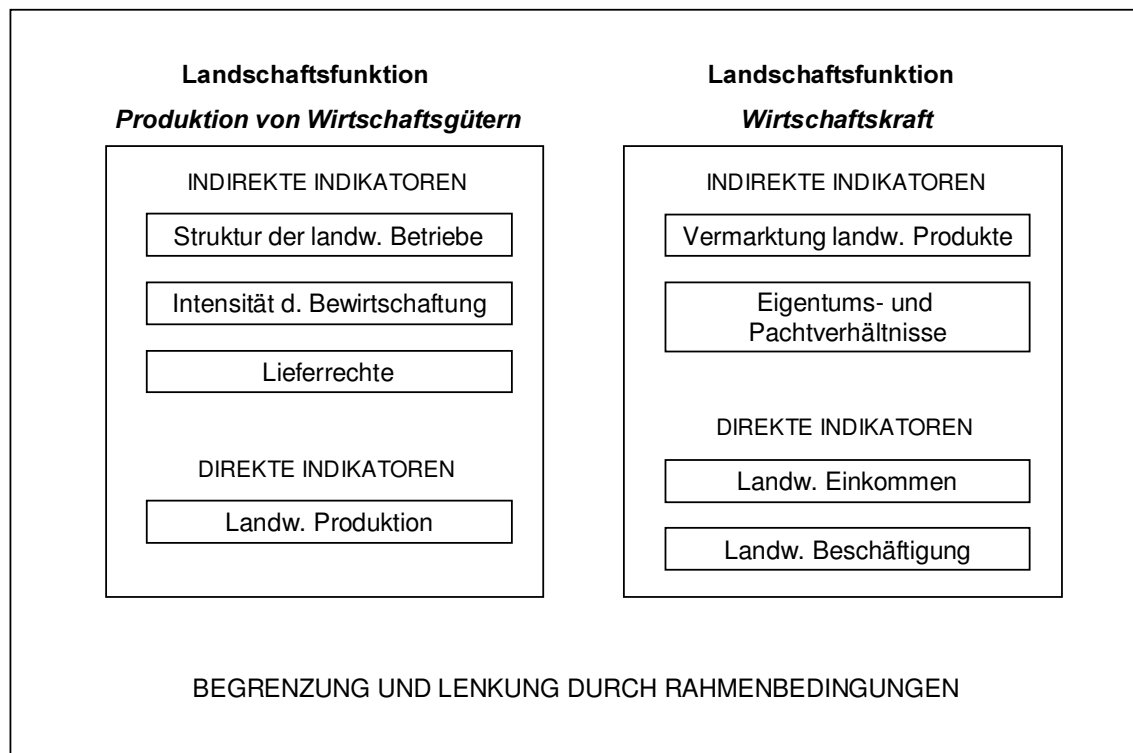 Landschaftsfunktion
Produktion von Wirtschaftsgütern
INDIREKTE INDIKATOREN
Struktur der landw. Betriebe
Intensität d. Bewirtschaftung
Lieferrechte
DIREKTE INDIKATOREN
Landw. Produktion
Landschaftsfunktion
Wirtschaftskraft
INDIREKTE INDIKATOREN
Vermarktung landw. Produkte
Eigentums- und
Pachtverhältnisse
DIREKTE INDIKATOREN
Landw. Einkommen
Landw. Beschäftigung
BEGRENZUNG UND LENKUNG DURCH RAHMENBEDINGUNGEN